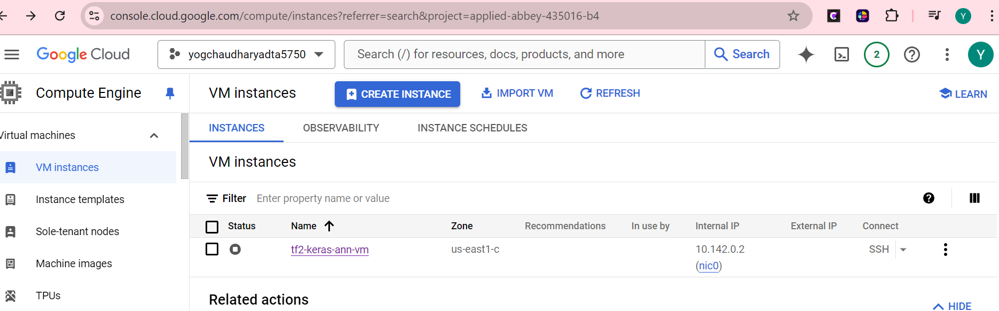 console.cloud.google.com/compute/instances?referrer=search&project=applied-abbey-435016-b4
Y
Google Cloud
yogchaudharyadta5750
Search (/) for resources, docs, products, and more
Search
2
Y
Compute Engine
VM instances
CREATE INSTANCE
IMPORT VM
REFRESH
LEARN
Virtual machines
INSTANCES
OBSERVABILITY
INSTANCE SCHEDULES
VM instances
VM instances
Instance templates
Filter
Enter property name or value
Status
Name
Zone
Recommendations
In use by
Internal IP
External IP
Connect
Sole-tenant nodes
tf2-keras-ann-vm
us-east1-c
10.142.0.2
SSH
Machine images
(nic0)
TPUs
Related actions
HIDE